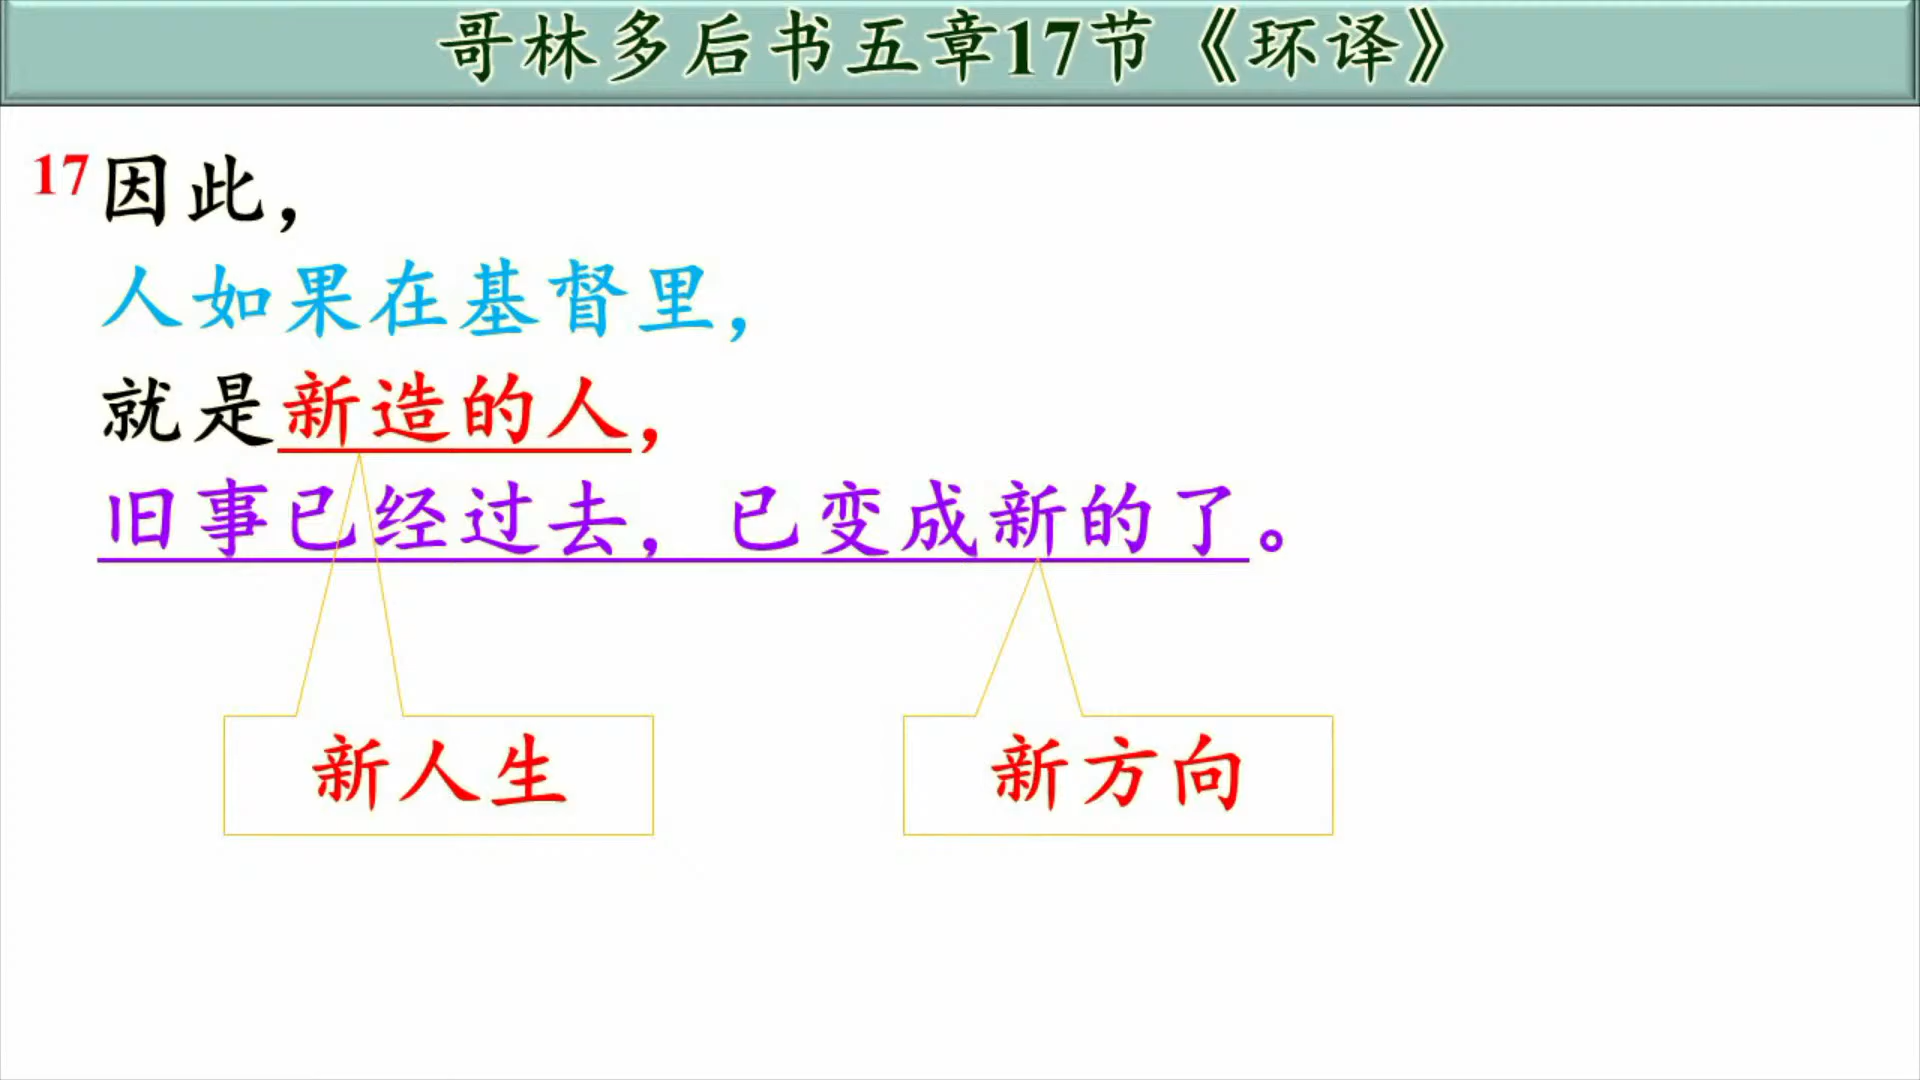 哥林多后书五章17节《环译》
17因此，
人如果在基督里，
就是新造的人，
旧事已经过去，已变成新的了。
新人生
新方向